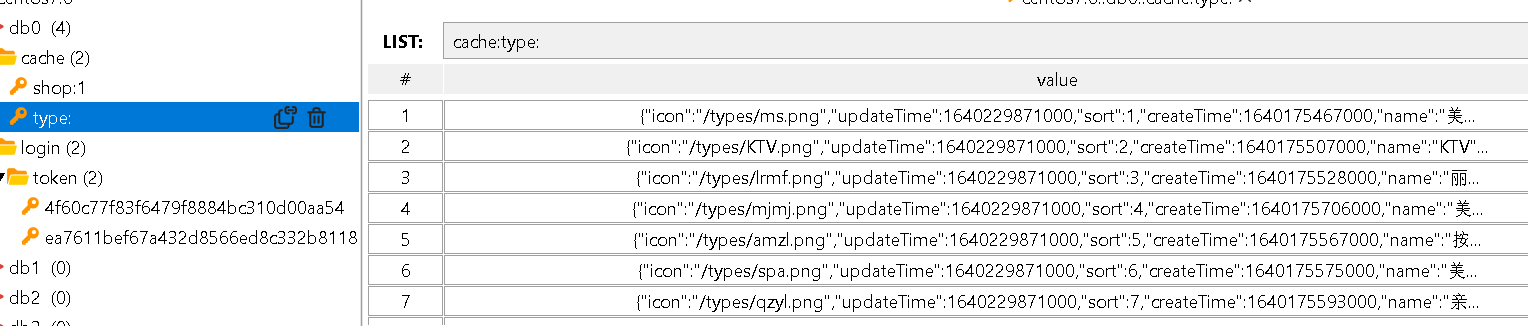 db0 (4)
cache (2)
shop:1
type:
login (2)
token (2)
4f60c77f83f6479f8884bc310d00aa54
ea7611bef67a432d8566ed8c332b8118
db1 (0)
db2 (0)
LIST: cache:type:
# value
1 {"icon":"/types/ms.png","updateTime":1640229871000,"sort":1,"createTime":1640175467000,"name":"美...
2 {"icon":"/types/KTV.png","updateTime":1640229871000,"sort":2,"createTime":1640175507000,"name":"KTV"...
3 {"icon":"/types/lrmf.png","updateTime":1640229871000,"sort":3,"createTime":1640175528000,"name":"丽...
4 {"icon":"/types/mjmj.png","updateTime":1640229871000,"sort":4,"createTime":1640175706000,"name":"美...
5 {"icon":"/types/amzl.png","updateTime":1640229871000,"sort":5,"createTime":1640175567000,"name":"按...
6 {"icon":"/types/spa.png","updateTime":1640229871000,"sort":6,"createTime":1640175575000,"name":"美...
7 {"icon":"/types/qzyl.png","updateTime":1640229871000,"sort":7,"createTime":1640175593000,"name":"亲...